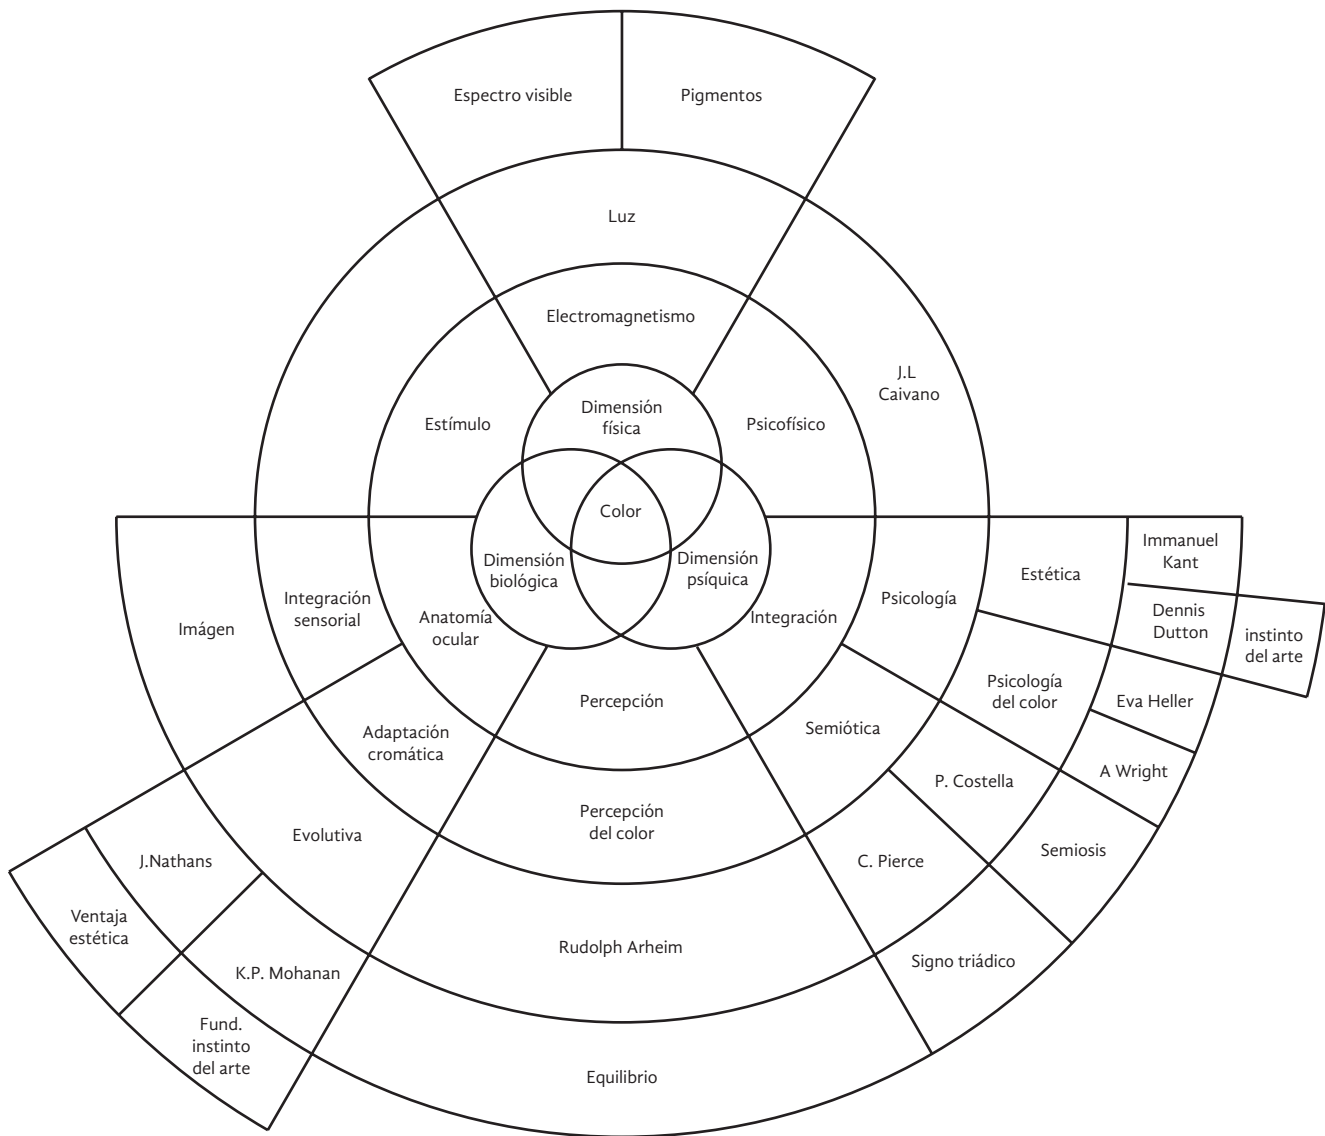 Espectro visible
Pigmentos
Luz
Electromagnetismo
J.L
Caivano
Dimensión
física
Estímulo
Psicofísico
Color
Immanuel
Kant
Dimensión
biológica
Dimensión
psíquica
Estética
Integración
sensorial
Psicología
Dennis
Dutton
Imágen
Anatomía
ocular
Integración
instinto
del arte
Percepción
Psicología
del color
Eva Heller
Adaptación
cromática
Semiótica
A Wright
P. Costella
Percepción
del color
Evolutiva
J.Nathans
C. Pierce
Semiosis
Ventaja
estética
Rudolph Arheim
Signo triádico
K.P. Mohanan
Fund.
instinto
del arte
Equilibrio